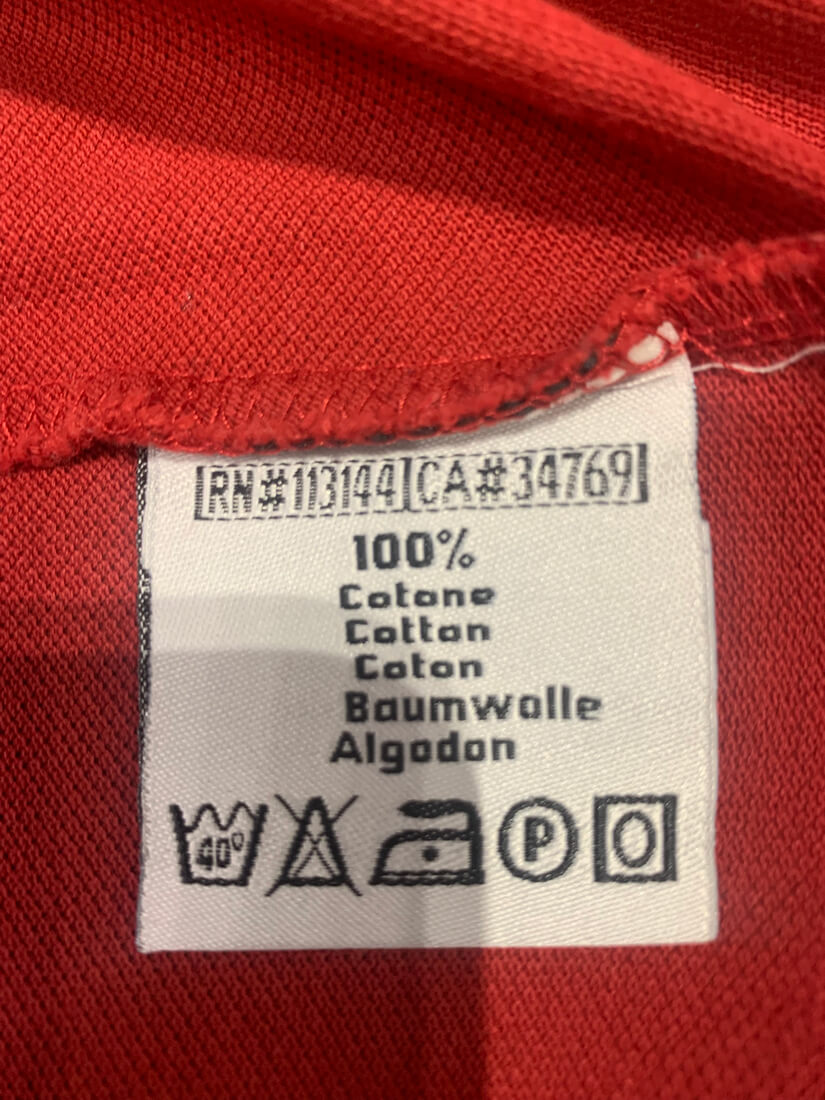 RN#113144 CA#34769
100%
Cotone
Cotton
Coton
Baumwolle
Algodon
40° P